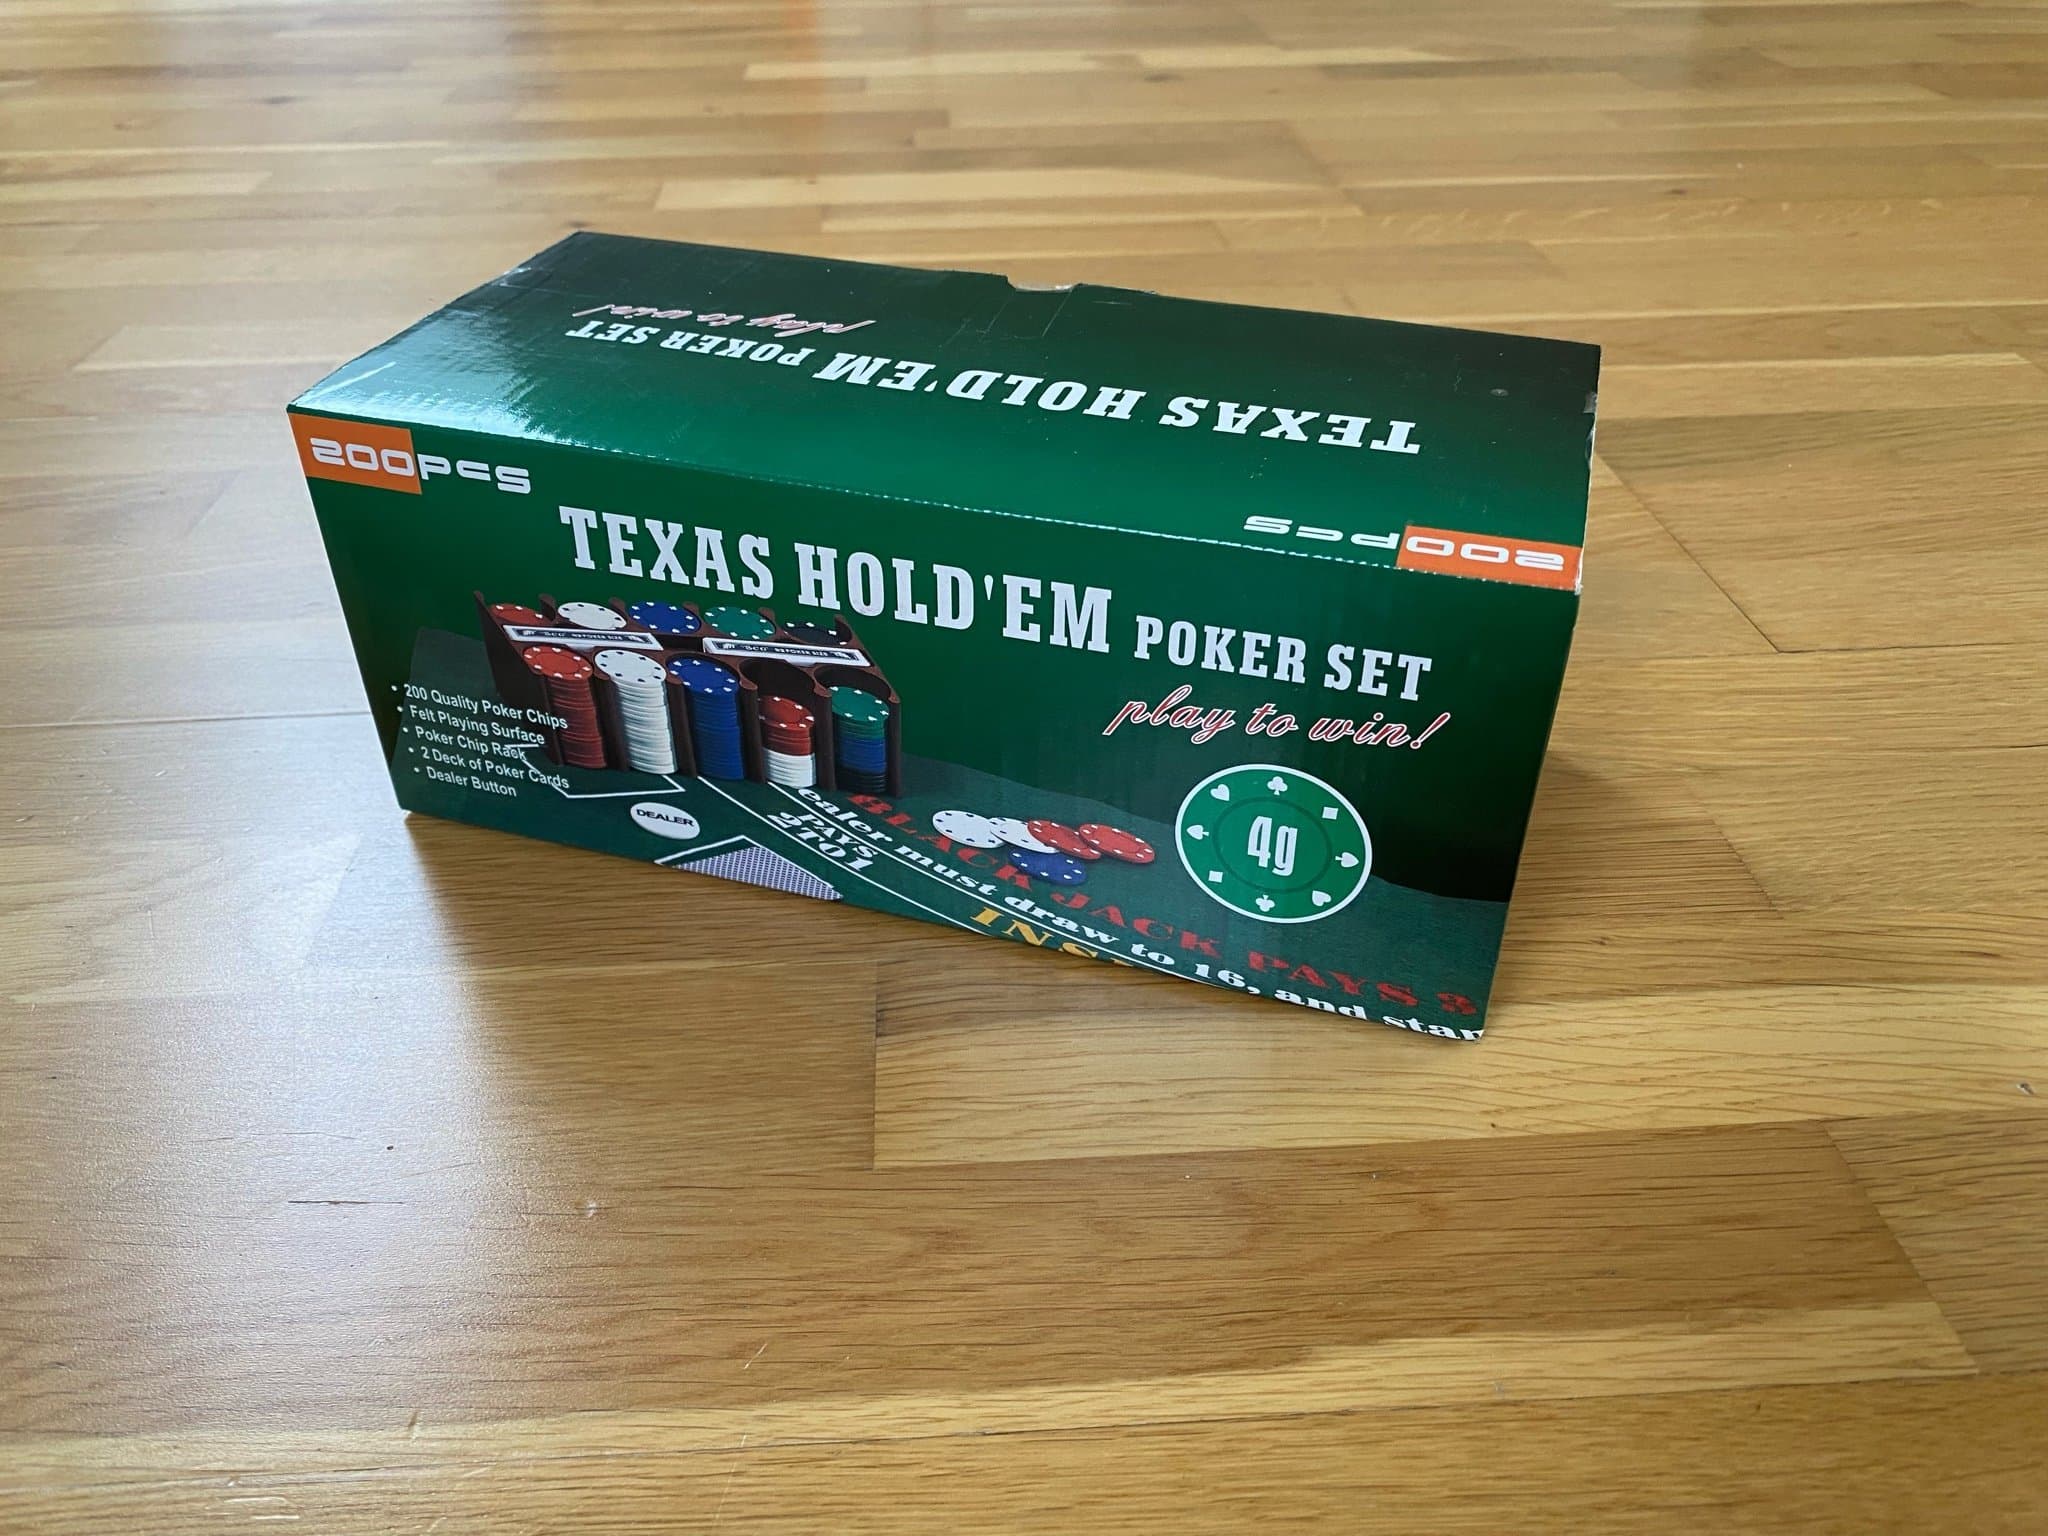 play to win!
TEXAS HOLD'EM POKER SET
200PCS
200PCS
TEXAS HOLD'EM POKER SET
play to win!
• 200 Quality Poker Chips
• Felt Playing Surface
• Poker Chip Rack
• 2 Deck of Poker Cards
• Dealer Button
DEALER
4g
BLACK JACK PAYS 3
ealer must draw to 16, and stan
PAYS
2TO1
INS